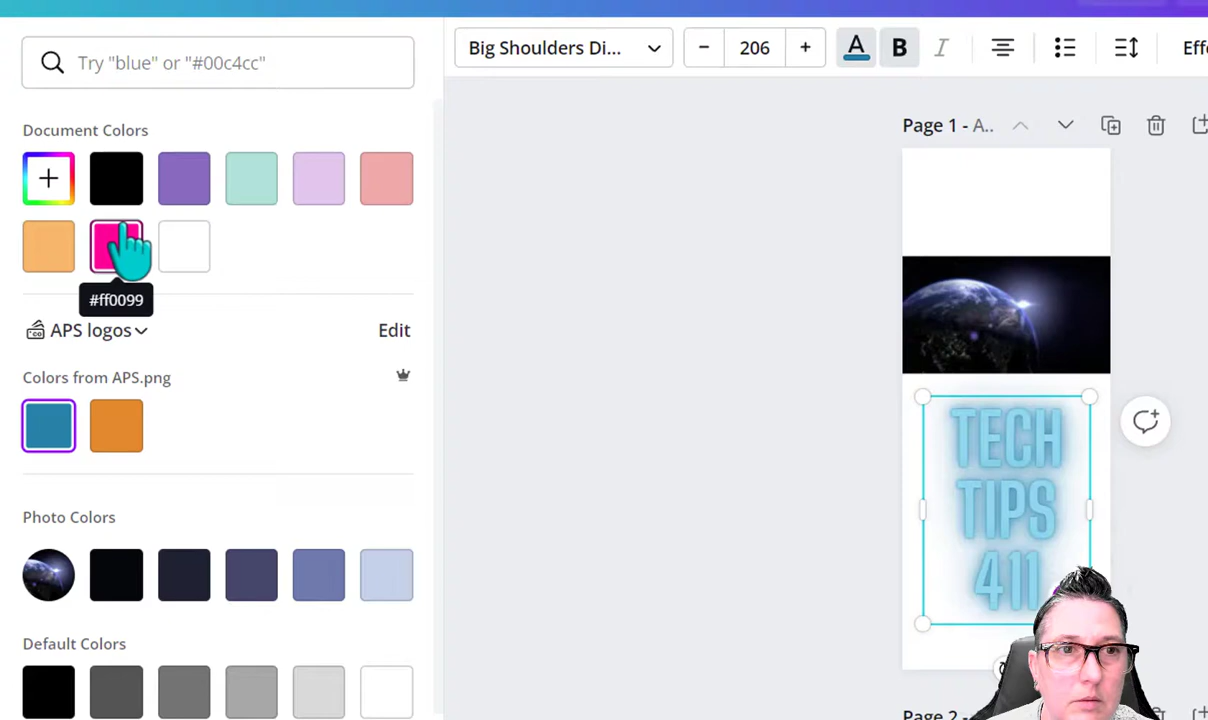 Big Shoulders Di...
– 206 +
A B I
Effe
Try "blue" or "#00c4cc"
Document Colors
#ff0099
APS logos
Edit
Colors from APS.png
Photo Colors
Default Colors
Page 1 - A..
TECH
TIPS
411
Page 2 -